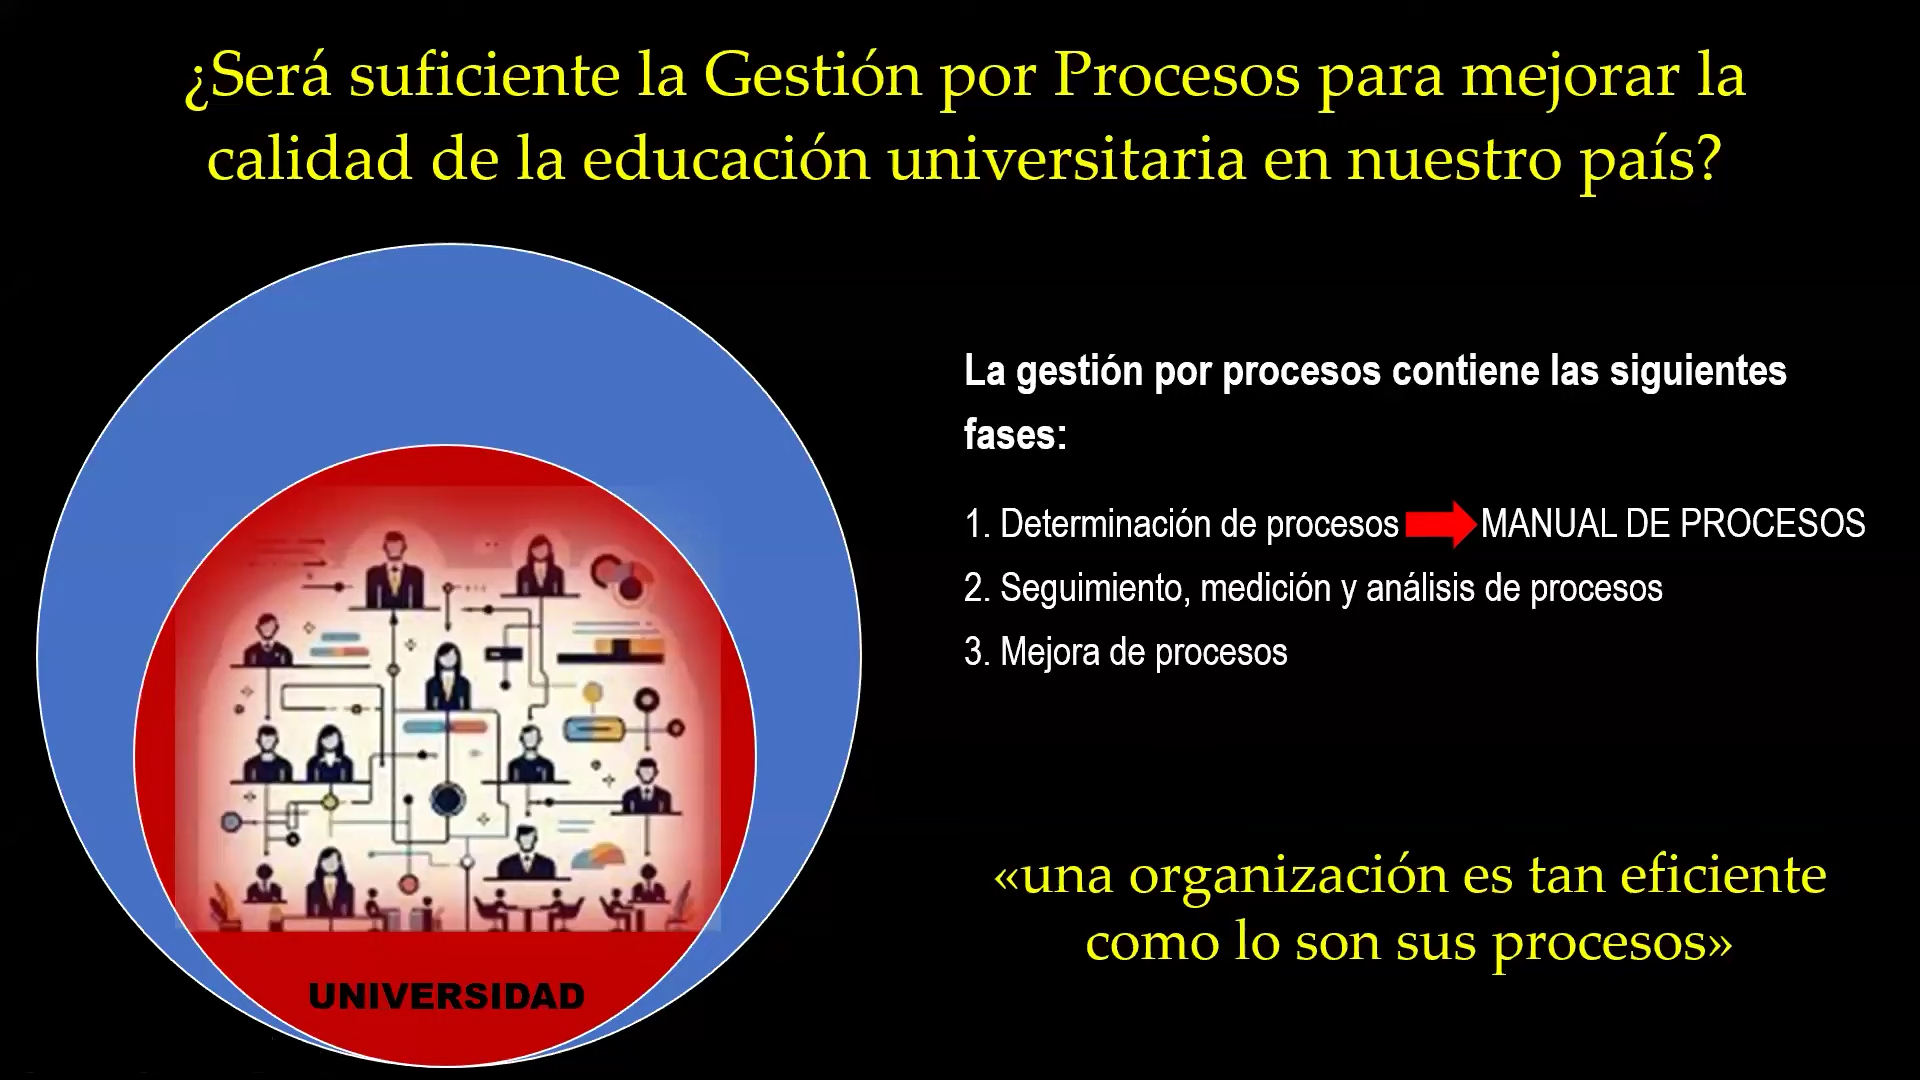 ¿Será suficiente la Gestión por Procesos para mejorar la
calidad de la educación universitaria en nuestro país?
La gestión por procesos contiene las siguientes
fases:
1. Determinación de procesos MANUAL DE PROCESOS
2. Seguimiento, medición y análisis de procesos
3. Mejora de procesos
«una organización es tan eficiente
como lo son sus procesos»
UNIVERSIDAD